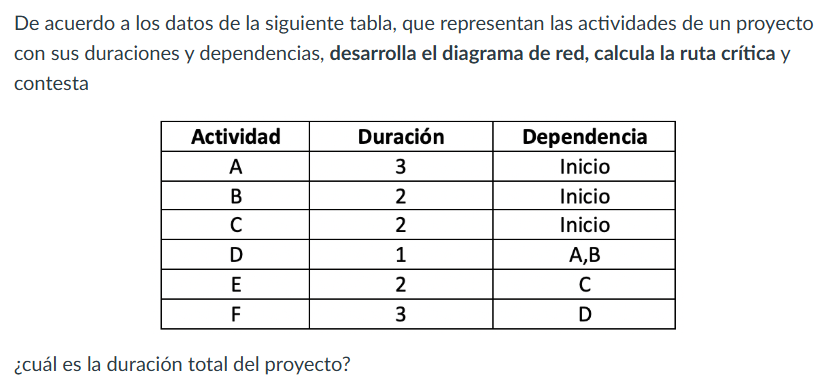 De acuerdo a los datos de la siguiente tabla, que representan las actividades de un proyecto
con sus duraciones y dependencias, desarrolla el diagrama de red, calcula la ruta crítica y
contesta
Actividad Duración Dependencia
A 3 Inicio
B 2 Inicio
C 2 Inicio
D 1 A,B
E 2 C
F 3 D
¿cuál es la duración total del proyecto?